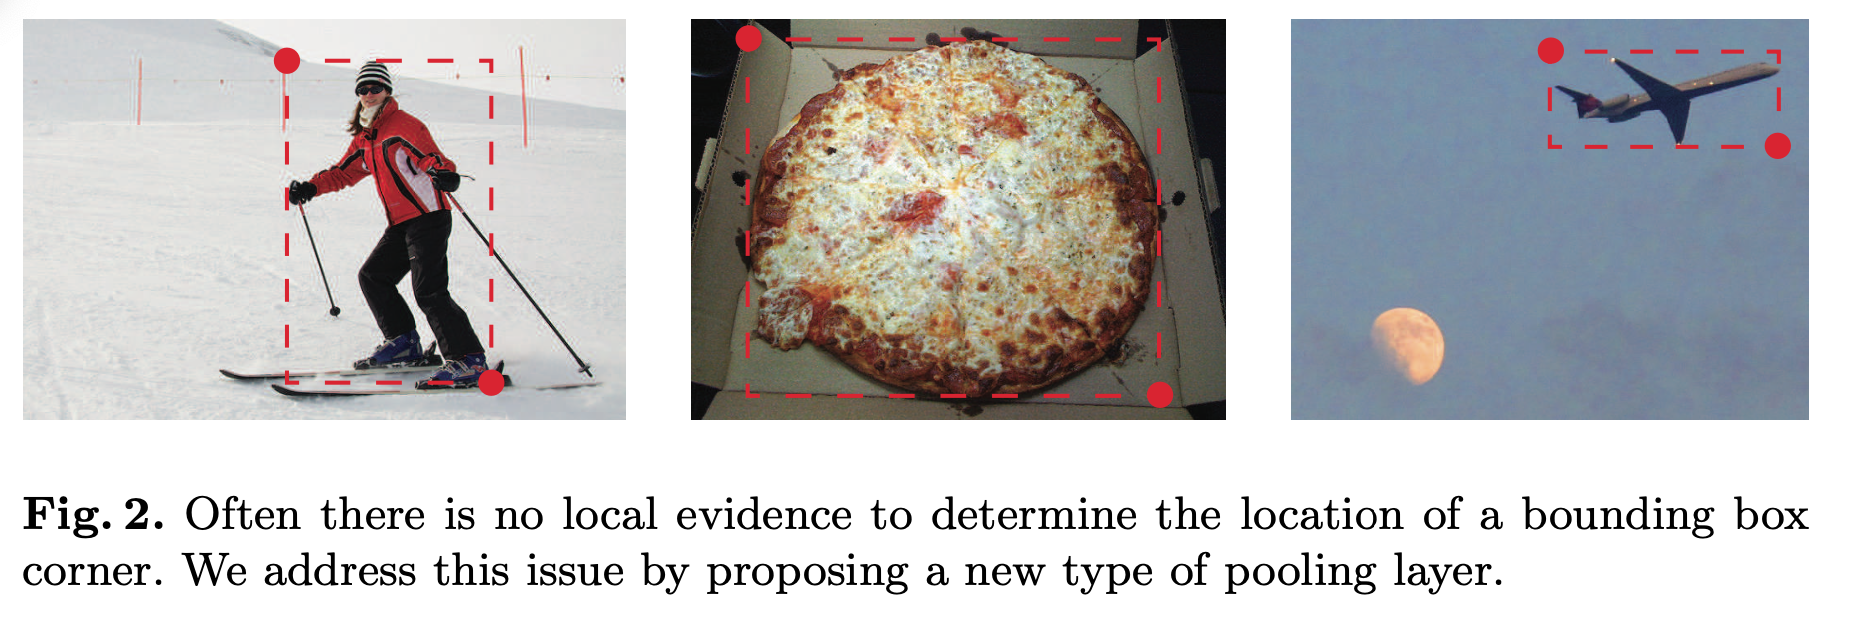 Fig. 2. Often there is no local evidence to determine the location of a bounding box
corner. We address this issue by proposing a new type of pooling layer.